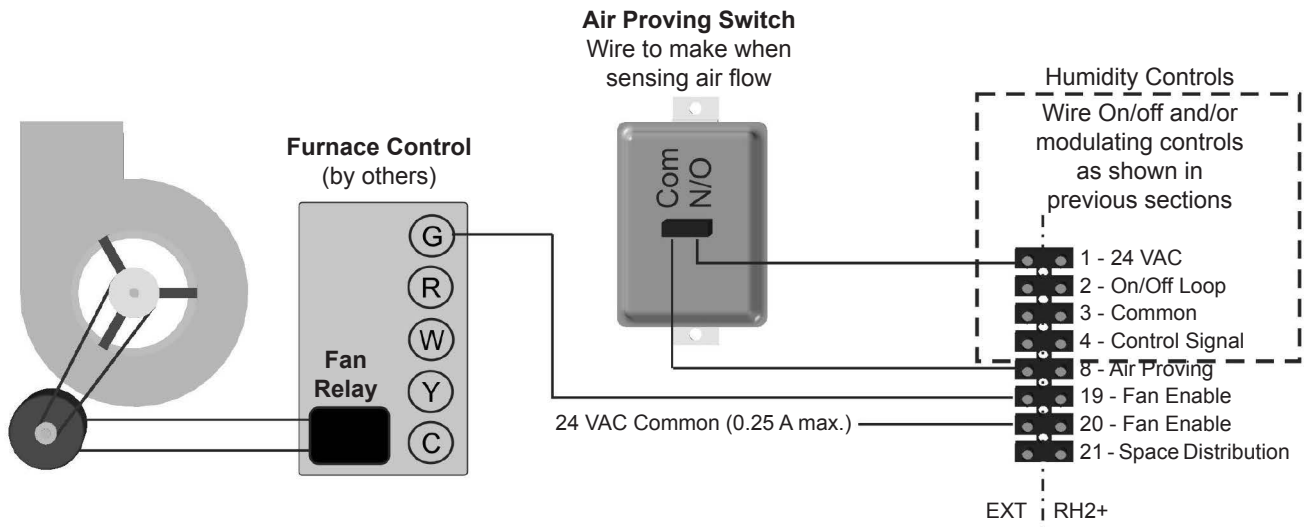 Air Proving Switch
Wire to make when
sensing air flow
Humidity Controls
Wire On/off and/or
modulating controls
as shown in
previous sections
Furnace Control
(by others)
Com
N/O
G
R
W
Y
C
Fan
Relay
1 - 24 VAC
2 - On/Off Loop
3 - Common
4 - Control Signal
8 - Air Proving
19 - Fan Enable
24 VAC Common (0.25 A max.)
20 - Fan Enable
21 - Space Distribution
EXT
RH2+